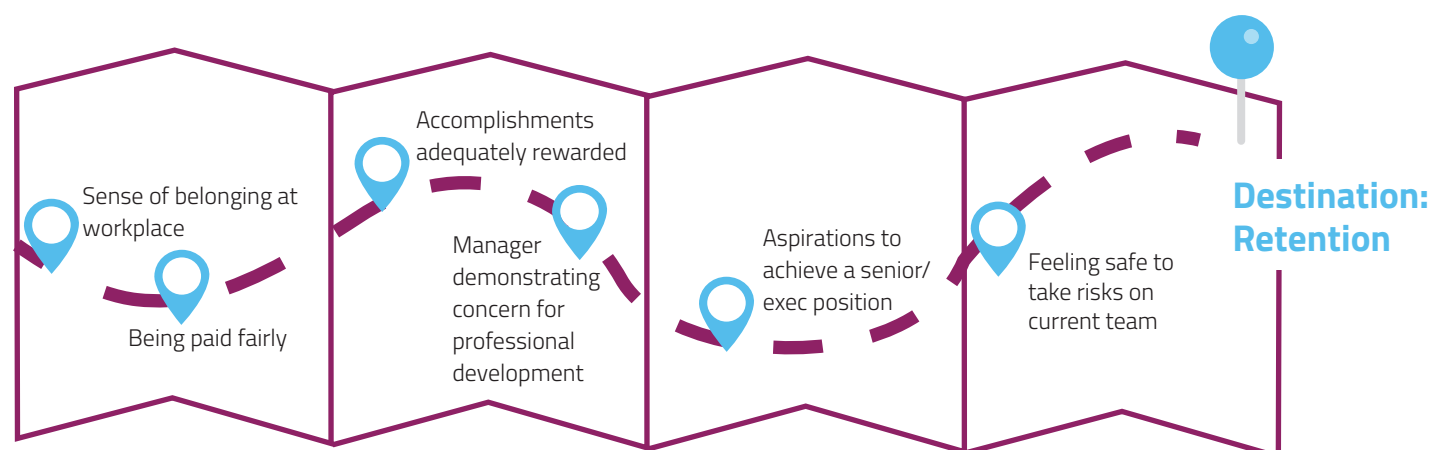 Sense of belonging at
workplace
Being paid fairly
Accomplishments
adequately rewarded
Manager
demonstrating
concern for
professional
development
Aspirations to
achieve a senior/
exec position
Feeling safe to
take risks on
current team
Destination:
Retention